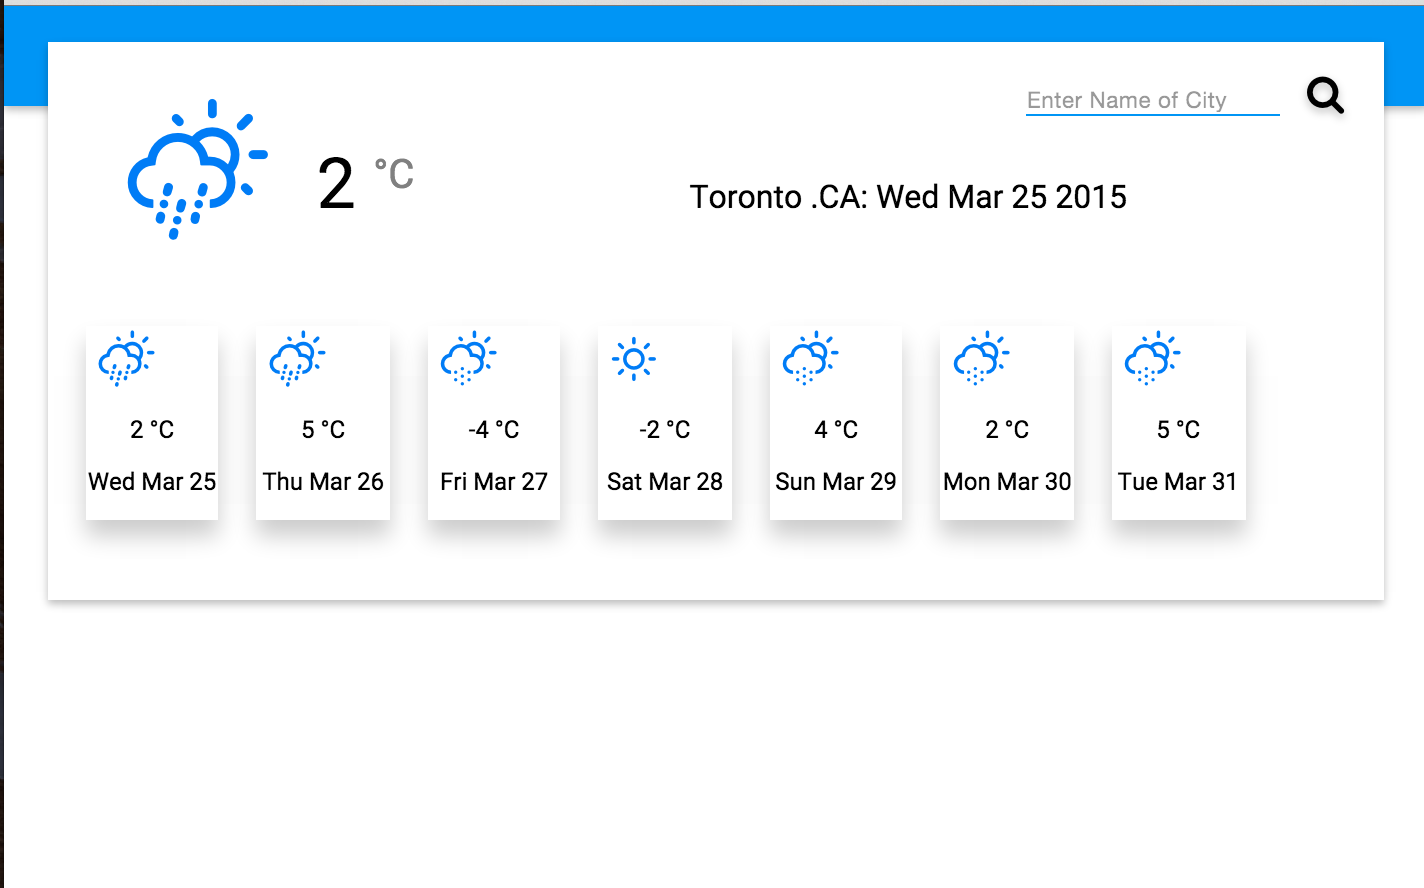 Enter Name of City
2 °C
Toronto .CA: Wed Mar 25 2015
2 °C
Wed Mar 25
5 °C
Thu Mar 26
-4 °C
Fri Mar 27
-2 °C
Sat Mar 28
4 °C
Sun Mar 29
2 °C
Mon Mar 30
5 °C
Tue Mar 31